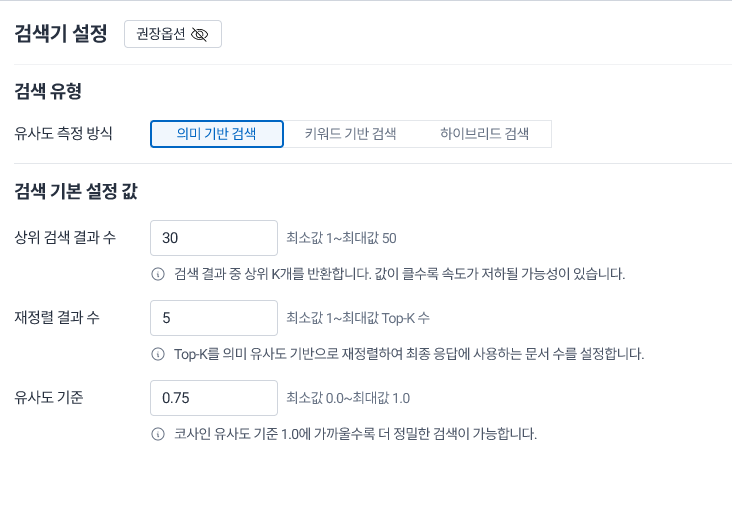 검색기 설정 권장옵션
검색 유형
유사도 측정 방식 의미 기반 검색 키워드 기반 검색 하이브리드 검색
검색 기본 설정 값
상위 검색 결과 수 30 최소값 1~최대값 50
검색 결과 중 상위 K개를 반환합니다. 값이 클수록 속도가 저하될 가능성이 있습니다.
재정렬 결과 수 5 최소값 1~최대값 Top-K 수
Top-K를 의미 유사도 기반으로 재정렬하여 최종 응답에 사용하는 문서 수를 설정합니다.
유사도 기준 0.75 최소값 0.0~최대값 1.0
코사인 유사도 기준 1.0에 가까울수록 더 정밀한 검색이 가능합니다.